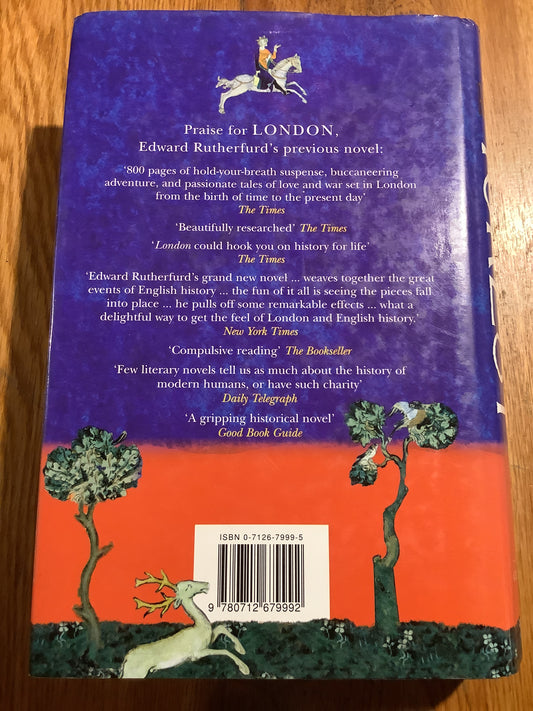 Praise for LONDON,
Edward Rutherfurd's previous novel:
'800 pages of hold-your-breath suspense, buccaneering
adventure, and passionate tales of love and war set in London
from the birth of time to the present day'
The Times
'Beautifully researched' The Times
'London could hook you on history for life'
The Times
'Edward Rutherfurd's grand new novel ... weaves together the great
events of English history ... the fun of it all is seeing the pieces fall
into place ... he pulls off some remarkable effects ... what a
delightful way to get the feel of London and English history.'
New York Times
'Compulsive reading' The Bookseller
'Few literary novels tell us as much about the history of
modern humans, or have such charity'
Daily Telegraph
'A gripping historical novel'
Good Book Guide
ISBN 0-7126-7999-5
9 780712 679992